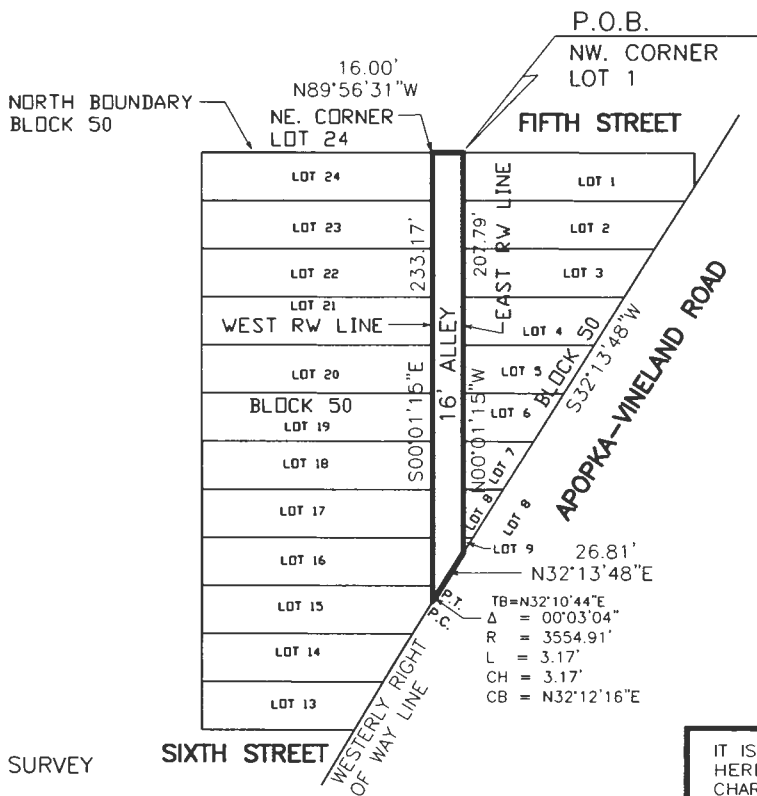 P.O.B.
NW. CORNER
LOT 1
16.00'
N89°56'31"W
NORTH BOUNDARY
BLOCK 50
NE. CORNER
LOT 24
FIFTH STREET
LOT 24
LOT 1
LOT 23
LOT 2
LOT 22
LOT 3
233.17'
207.79'
EAST RW LINE
LOT 21
WEST RW LINE
LOT 4
16' ALLEY
LOT 20
LOT 5
BLOCK 50
S32°13'48"W
APOPKA-VINELAND ROAD
BLOCK 50
LOT 19
LOT 6
S00°01'15"E
N00°01'15"W
LOT 18
LOT 7
LOT 17
LOT 8
LOT 8
LOT 16
LOT 9
26.81'
N32°13'48"E
LOT 15
P.T.
P.C.
TB=N32°10'44"E
Δ = 00°03'04"
R = 3554.91'
L = 3.17'
CH = 3.17'
CB = N32°12'16"E
LOT 14
LOT 13
WESTERLY RIGHT
OF WAY LINE
SURVEY
SIXTH STREET
IT IS
HERE
CHAR